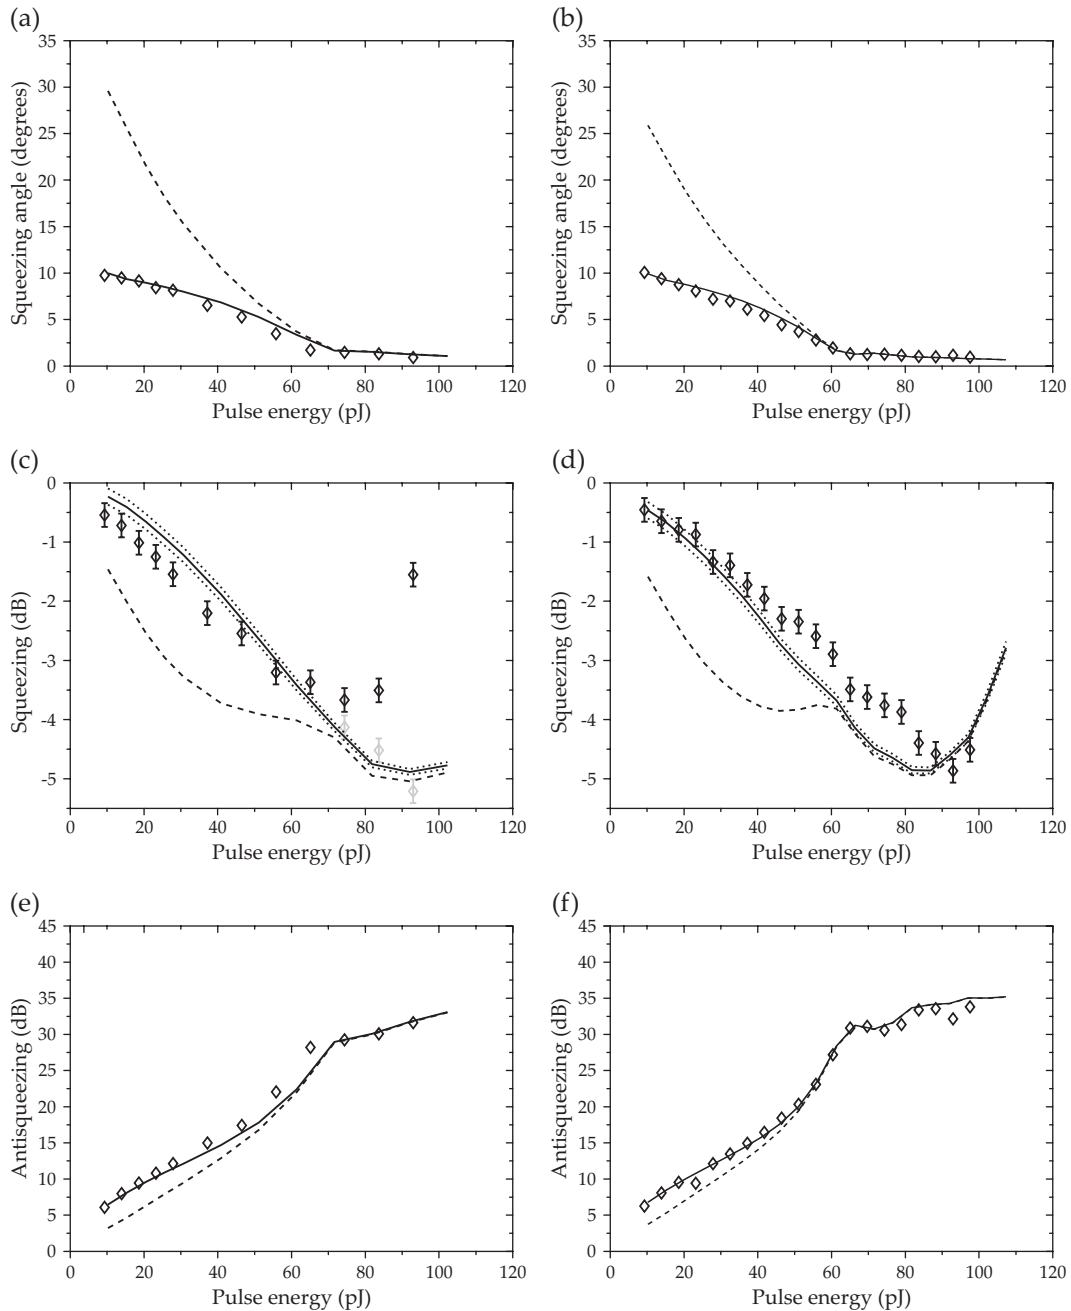 (a)
35
30
25
20
15
10
5
0
Squeezing angle (degrees)
0 20 40 60 80 100 120
Pulse energy (pJ)
(b)
35
30
25
20
15
10
5
0
Squeezing angle (degrees)
0 20 40 60 80 100 120
Pulse energy (pJ)
(c)
0
-1
-2
-3
-4
-5
Squeezing (dB)
0 20 40 60 80 100 120
Pulse energy (pJ)
(d)
0
-1
-2
-3
-4
-5
Squeezing (dB)
0 20 40 60 80 100 120
Pulse energy (pJ)
(e)
45
40
35
30
25
20
15
10
5
0
Antisqueezing (dB)
0 20 40 60 80 100 120
Pulse energy (pJ)
(f)
45
40
35
30
25
20
15
10
5
0
Antisqueezing (dB)
0 20 40 60 80 100 120
Pulse energy (pJ)